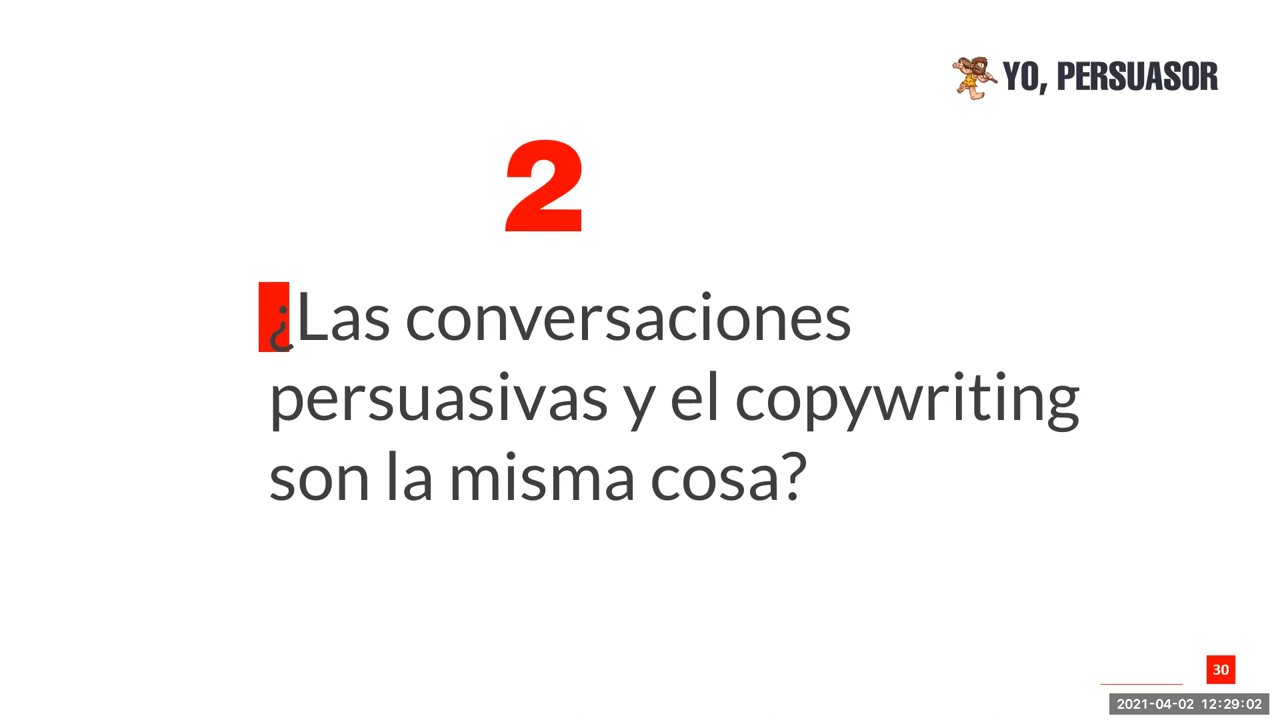 YO, PERSUASOR
2
¿Las conversaciones
persuasivas y el copywriting
son la misma cosa?
30
2021-04-02 12:29:02